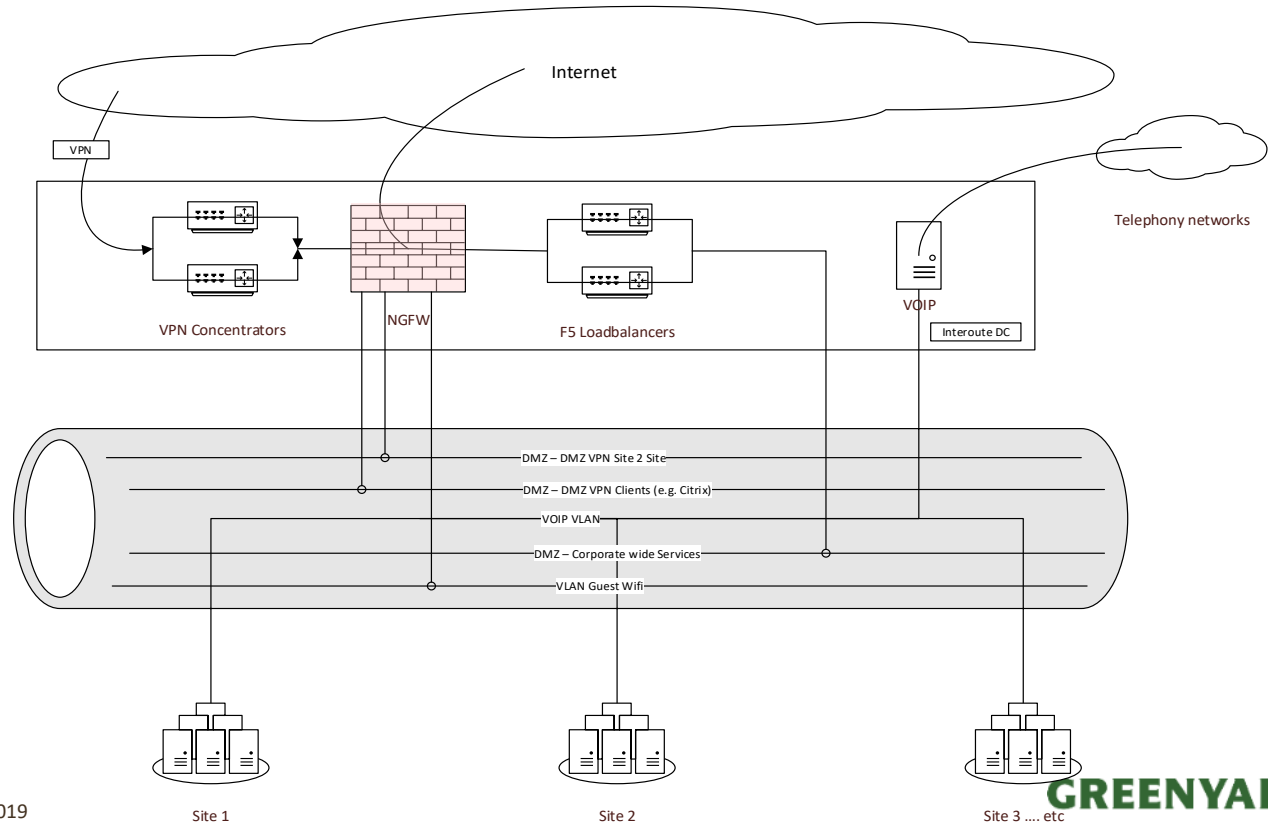 Internet
VPN
Telephony networks
VPN Concentrators
NGFW
F5 Loadbalancers
VOIP
Interoute DC
DMZ – DMZ VPN Site 2 Site
DMZ – DMZ VPN Clients (e.g. Citrix)
VOIP VLAN
DMZ – Corporate wide Services
VLAN Guest Wifi
019
Site 1
Site 2
Site 3 .... etc
GREENYA